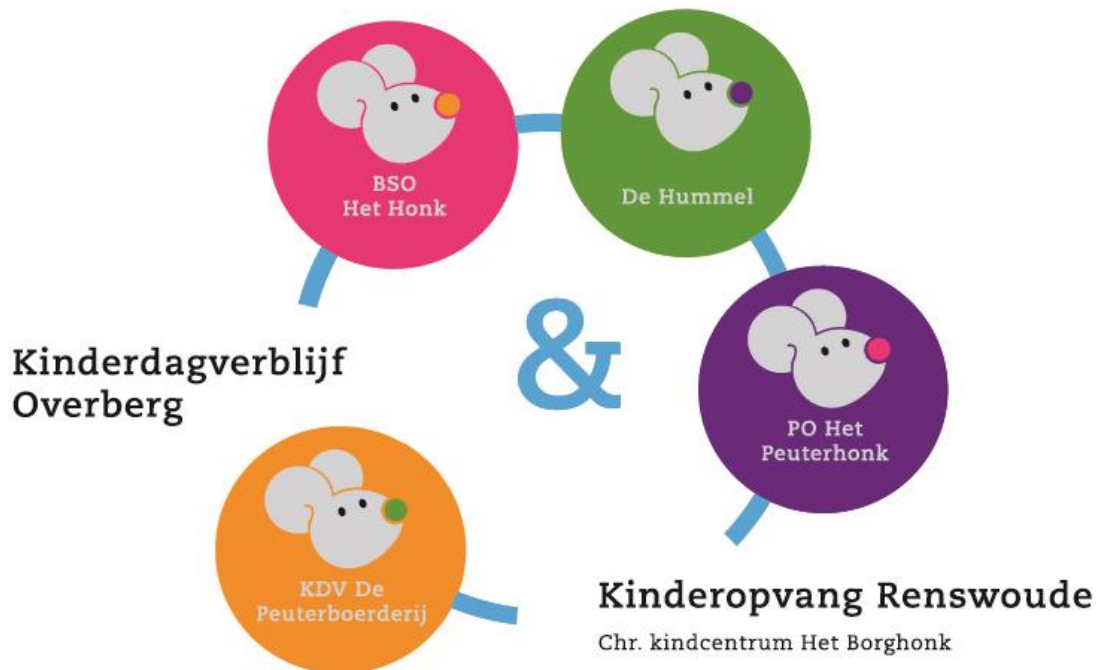 BSO
Het Honk
De Hummel
&
Kinderdagverblijf
Overberg
PO Het
Peuterhonk
KDV De
Peuterboerderij
Kinderopvang Renswoude
Chr. kindcentrum Het Borghonk